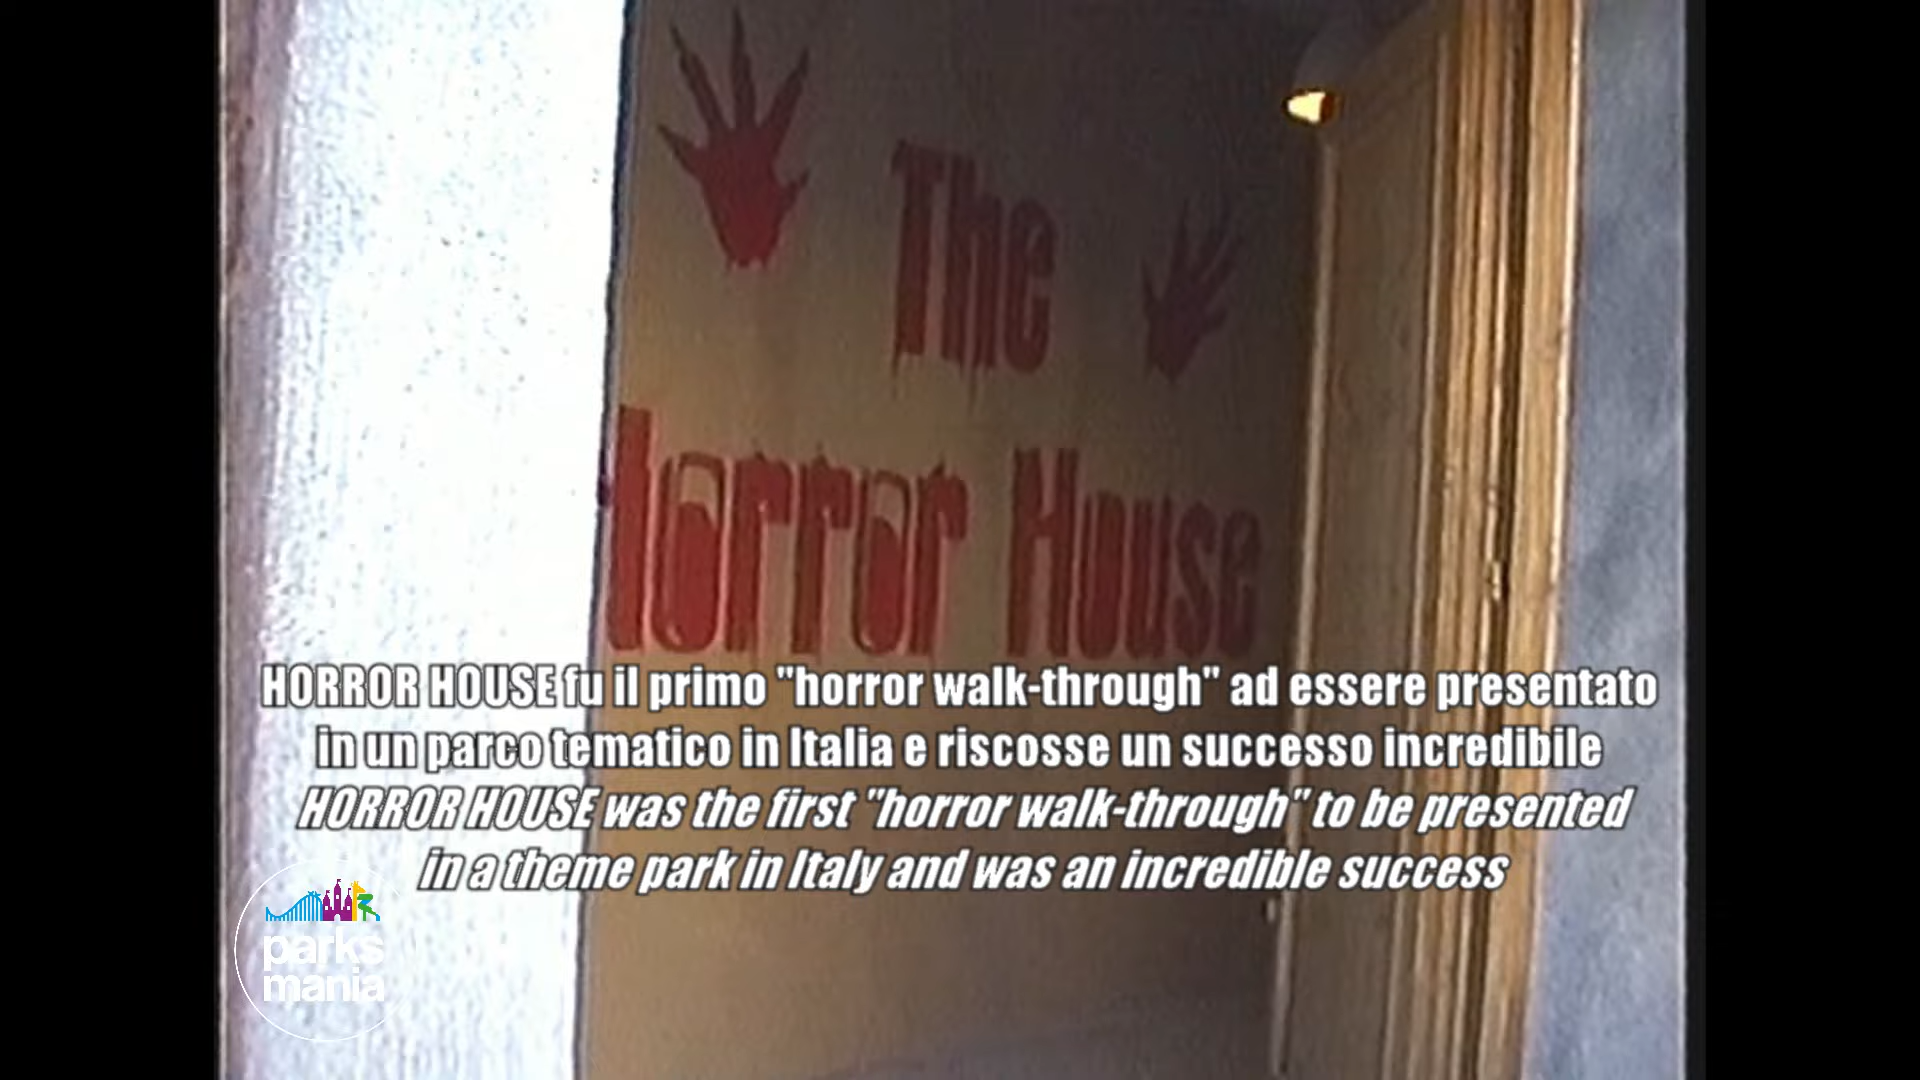 The
Horror House
HORROR HOUSE fu il primo "horror walk-through" ad essere presentato
in un parco tematico in Italia e riscosse un successo incredibile
HORROR HOUSE was the first "horror walk-through" to be presented
in a theme park in Italy and was an incredible success
parks
mania